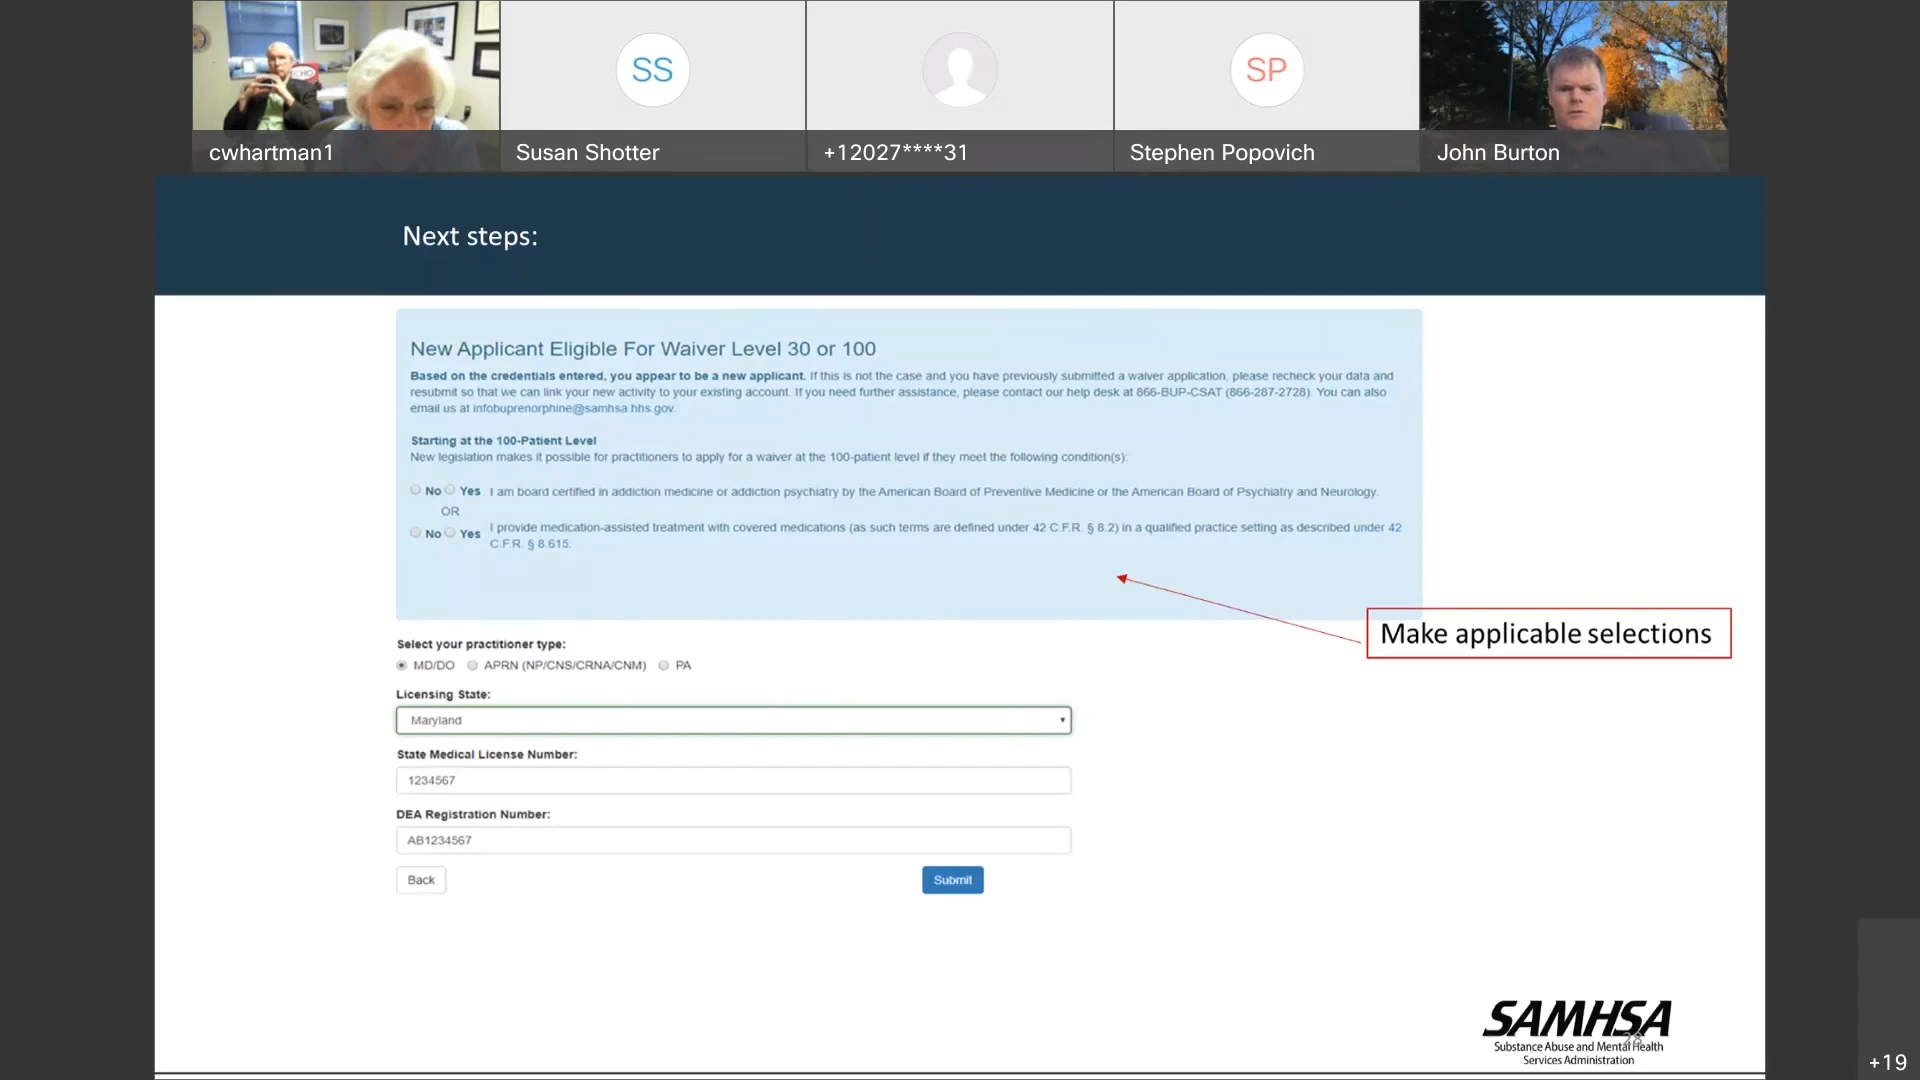 ECHO
SS
SP
cwhartman1
Susan Shotter
+12027****31
Stephen Popovich
John Burton
Next steps:
New Applicant Eligible For Waiver Level 30 or 100
Based on the credentials entered, you appear to be a new applicant. If this is not the case and you have previously submitted a waiver application, please recheck your data and
resubmit so that we can link your new activity to your existing account. If you need further assistance, please contact our help desk at 866-BUP-CSAT (866-287-2728). You can also
email us at infobuprenorphine@samhsa.hhs.gov.
Starting at the 100-Patient Level
New legislation makes it possible for practitioners to apply for a waiver at the 100-patient level if they meet the following condition(s):
No Yes I am board certified in addiction medicine or addiction psychiatry by the American Board of Preventive Medicine or the American Board of Psychiatry and Neurology.
OR
No Yes I provide medication-assisted treatment with covered medications (as such terms are defined under 42 C.F.R. § 8.2) in a qualified practice setting as described under 42
C.F.R. § 8.615.
Make applicable selections
Select your practitioner type:
MD/DO APRN (NP/CNS/CRNA/CNM) PA
Licensing State:
Maryland
State Medical License Number:
1234567
DEA Registration Number:
AB1234567
Back Submit
SAMHSA
28
Substance Abuse and Mental Health
Services Administration
+19